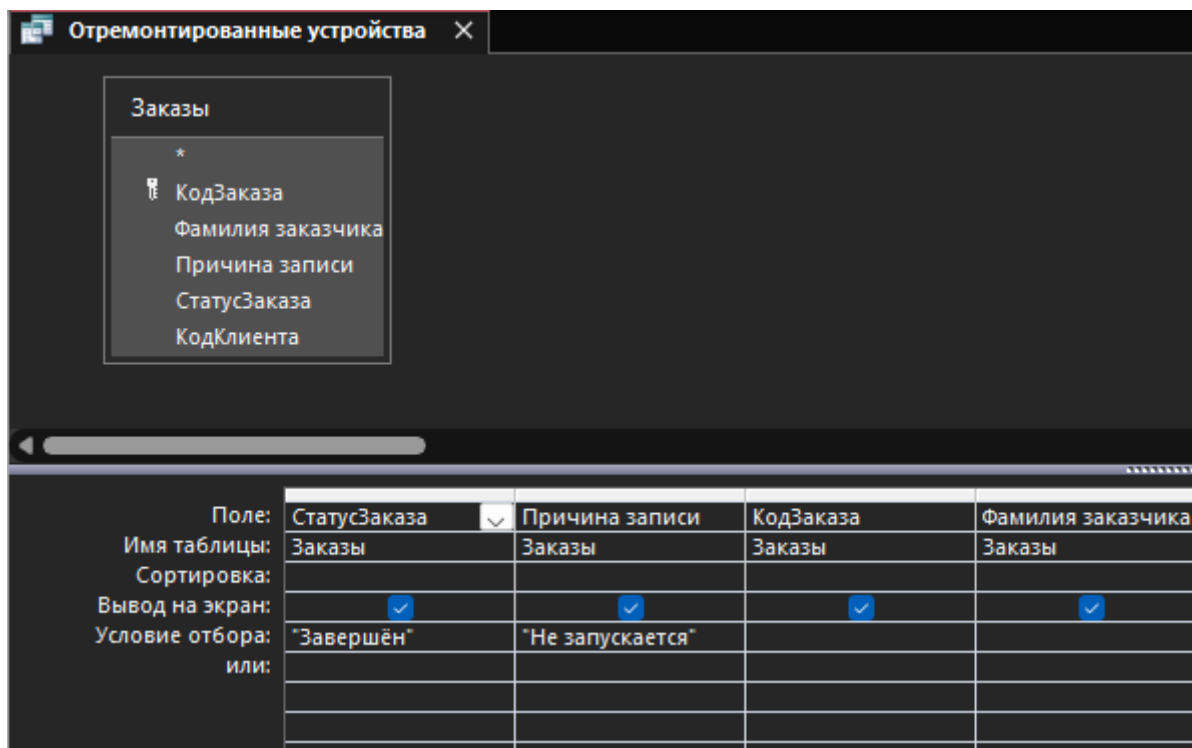 Отремонтированные устройства
Заказы
*
КодЗаказа
Фамилия заказчика
Причина записи
СтатусЗаказа
КодКлиента
Поле: СтатусЗаказа Причина записи КодЗаказа Фамилия заказчика
Имя таблицы: Заказы Заказы Заказы Заказы
Сортировка:
Вывод на экран:
Условие отбора: "Завершён" "Не запускается"
или: